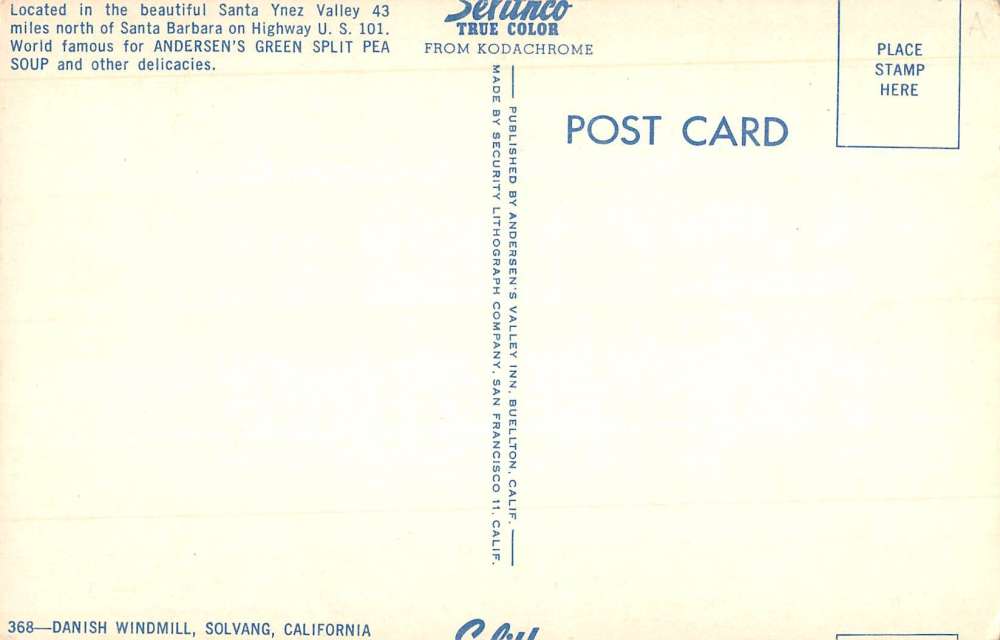 Located in the beautiful Santa Ynez Valley 43
miles north of Santa Barbara on Highway U. S. 101.
World famous for ANDERSEN'S GREEN SPLIT PEA
SOUP and other delicacies.
TRUE COLOR
FROM KODACHROME
PLACE
STAMP
HERE
POST CARD
PUBLISHED BY ANDERSEN'S VALLEY INN, BUELLTON, CALIF.
MADE BY SECURITY LITHOGRAPH COMPANY, SAN FRANCISCO 11, CALIF.
368—DANISH WINDMILL, SOLVANG, CALIFORNIA